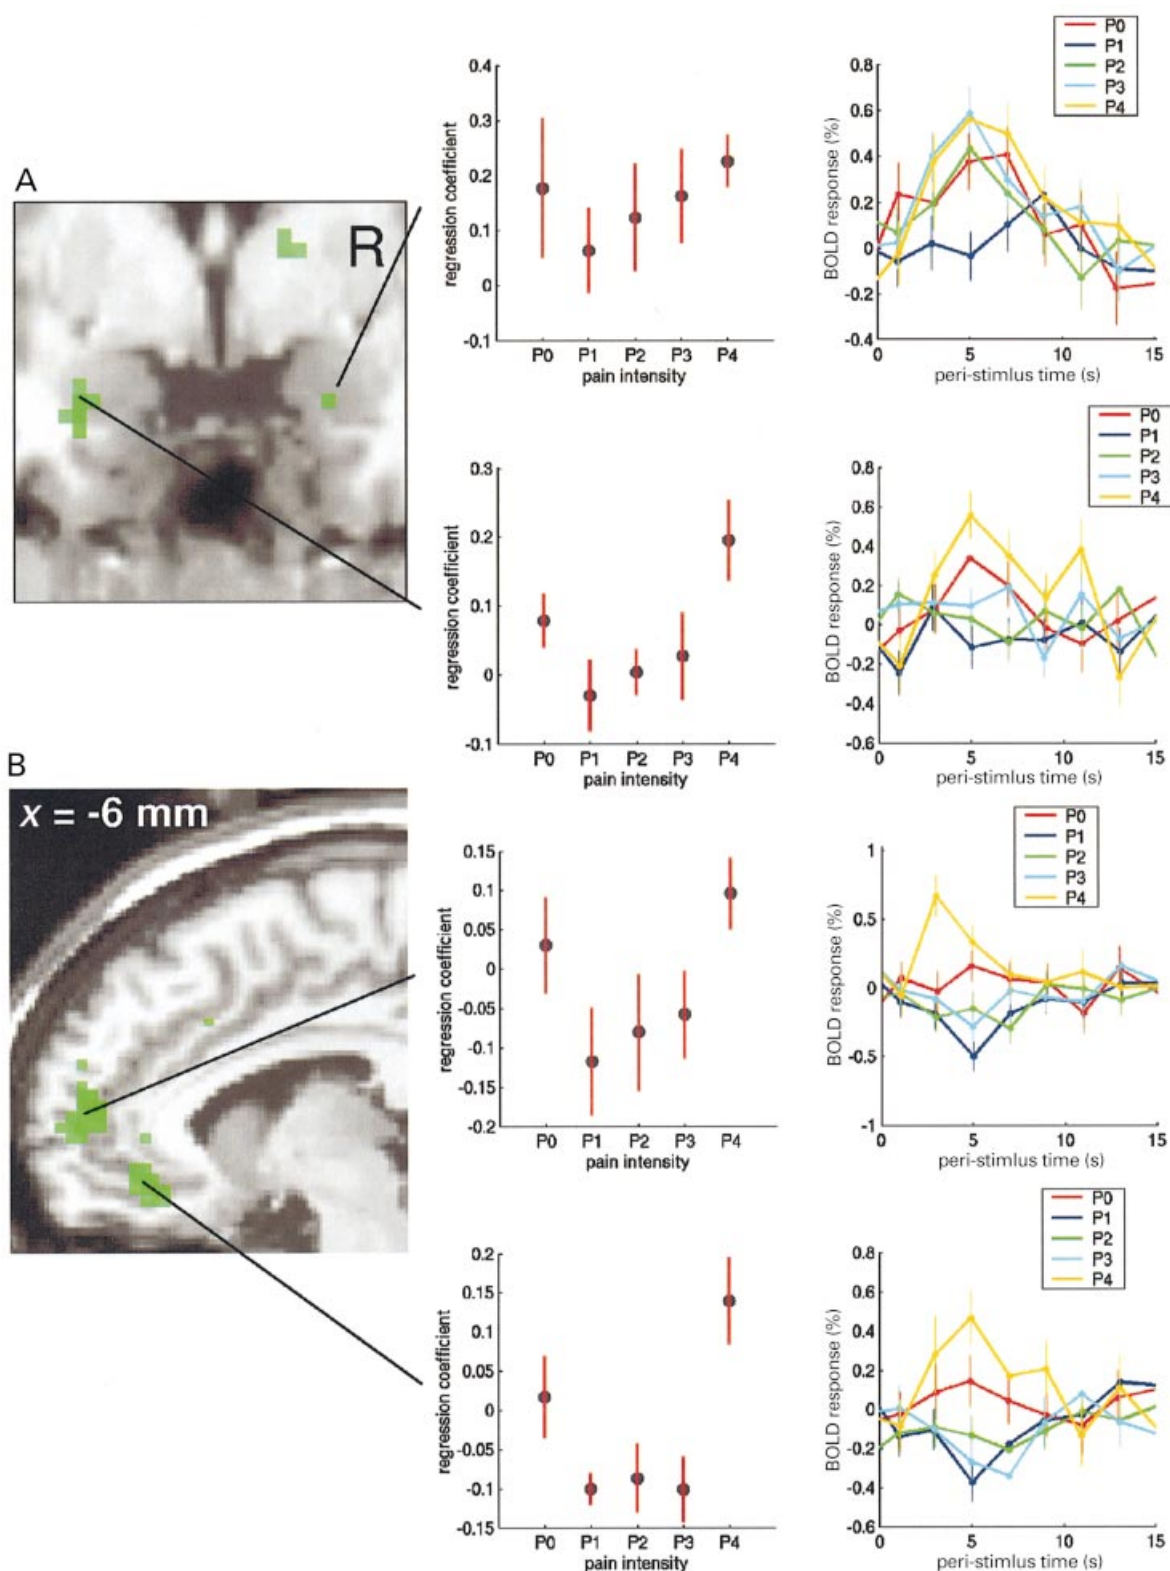 A
R
0.4
0.3
0.2
0.1
0
-0.1
regression coefficient
P0 P1 P2 P3 P4
pain intensity
P0
P1
P2
P3
P4
0.8
0.6
0.4
0.2
0
-0.2
-0.4
BOLD response (%)
0 5 10 15
peri-stimlus time (s)
0.3
0.2
0.1
0
-0.1
regression coefficient
P0 P1 P2 P3 P4
pain intensity
P0
P1
P2
P3
P4
0.8
0.6
0.4
0.2
0
-0.2
-0.4
-0.6
BOLD response (%)
0 5 10 15
peri-stimlus time (s)
B
x = -6 mm
0.15
0.1
0.05
0
-0.05
-0.1
-0.15
-0.2
regression coefficient
P0 P1 P2 P3 P4
pain intensity
P0
P1
P2
P3
P4
1
0.5
0
-0.5
-1
BOLD response (%)
0 5 10 15
peri-stimlus time (s)
0.2
0.15
0.1
0.05
0
-0.05
-0.1
-0.15
regression coefficient
P0 P1 P2 P3 P4
pain intensity
P0
P1
P2
P3
P4
0.8
0.6
0.4
0.2
0
-0.2
-0.4
-0.6
BOLD response (%)
0 5 10 15
peri-stimlus time (s)